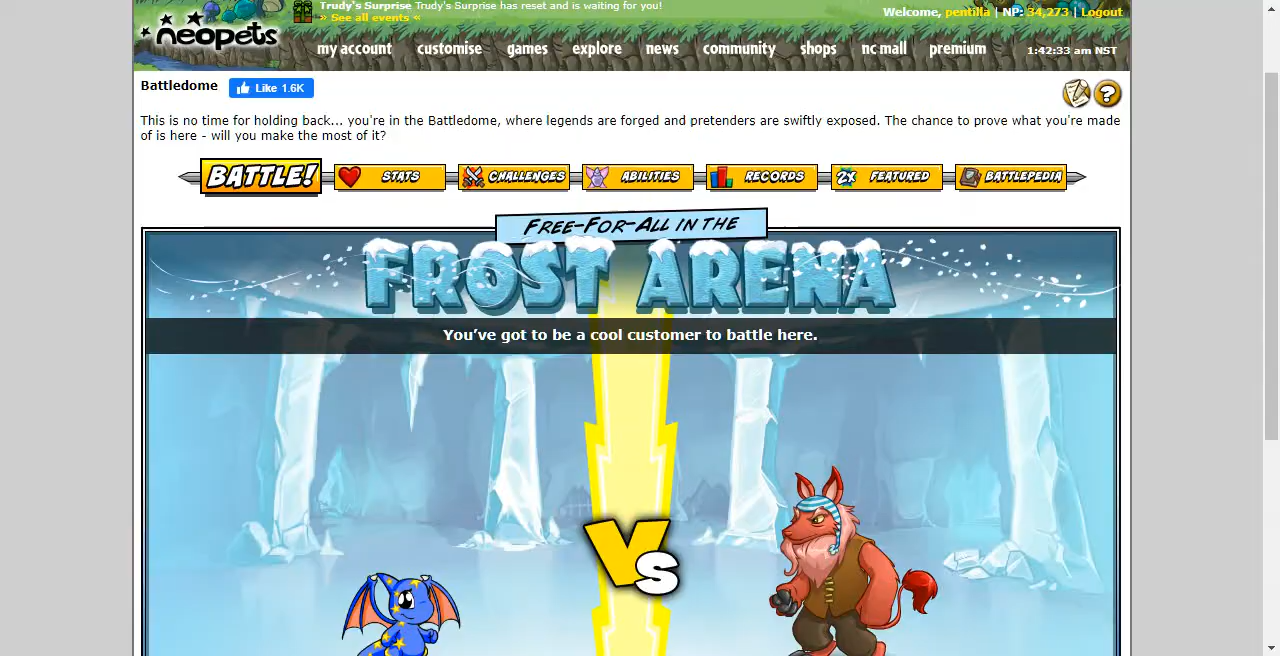 Trudy's Surprise Trudy's Surprise has reset and is waiting for you!
» See all events «
Welcome, pentilla | NP: 34,273 | Logout
neopets
my account customise games explore news community shops nc mall premium 1:42:33 am NST
Battledome Like 1.6K
This is no time for holding back... you're in the Battledome, where legends are forged and pretenders are swiftly exposed. The chance to prove what you're made
of is here - will you make the most of it?
BATTLE! STATS CHALLENGES ABILITIES RECORDS 2x FEATURED BATTLEPEDIA
FREE-FOR-ALL IN THE
FROST ARENA
You’ve got to be a cool customer to battle here.
Vs